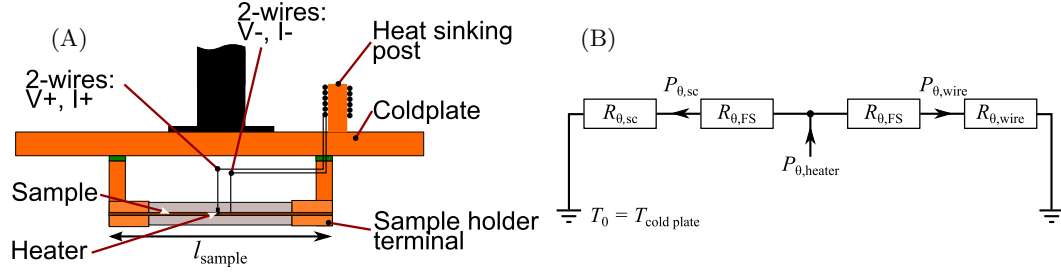 (A)
2-wires:
V-, I-
2-wires:
V+, I+
Heat sinking
post
Coldplate
Sample
Heater
Sample holder
terminal
l_sample
(B)
P_θ,sc
P_θ,wire
R_θ,sc
R_θ,FS
R_θ,FS
R_θ,wire
P_θ,heater
T_0 = T_cold plate